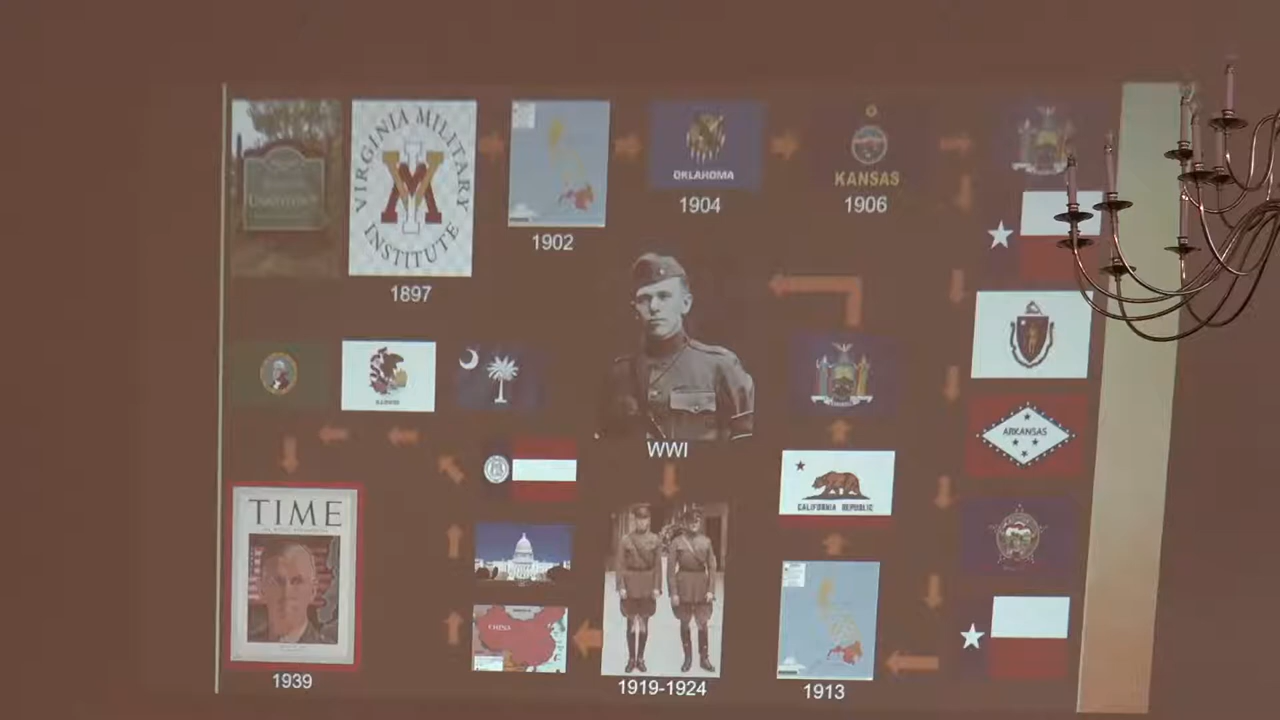 VIRGINIA MILITARY
INSTITUTE
1897
1902
OKLAHOMA
1904
KANSAS
1906
ILLINOIS
WWI
ARKANSAS
CALIFORNIA REPUBLIC
TIME
CHINA
1939
1919-1924
1913